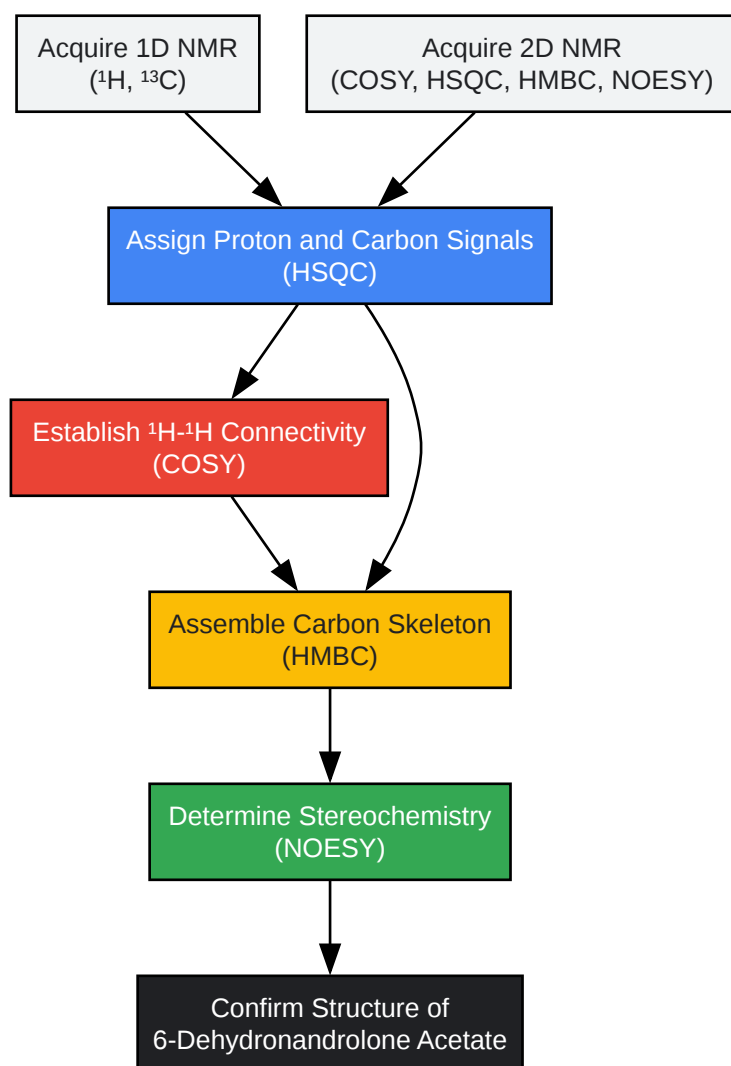 Acquire 1D NMR
(¹H, ¹³C)
Acquire 2D NMR
(COSY, HSQC, HMBC, NOESY)
Assign Proton and Carbon Signals
(HSQC)
Establish ¹H-¹H Connectivity
(COSY)
Assemble Carbon Skeleton
(HMBC)
Determine Stereochemistry
(NOESY)
Confirm Structure of
6-Dehydronandrolone Acetate